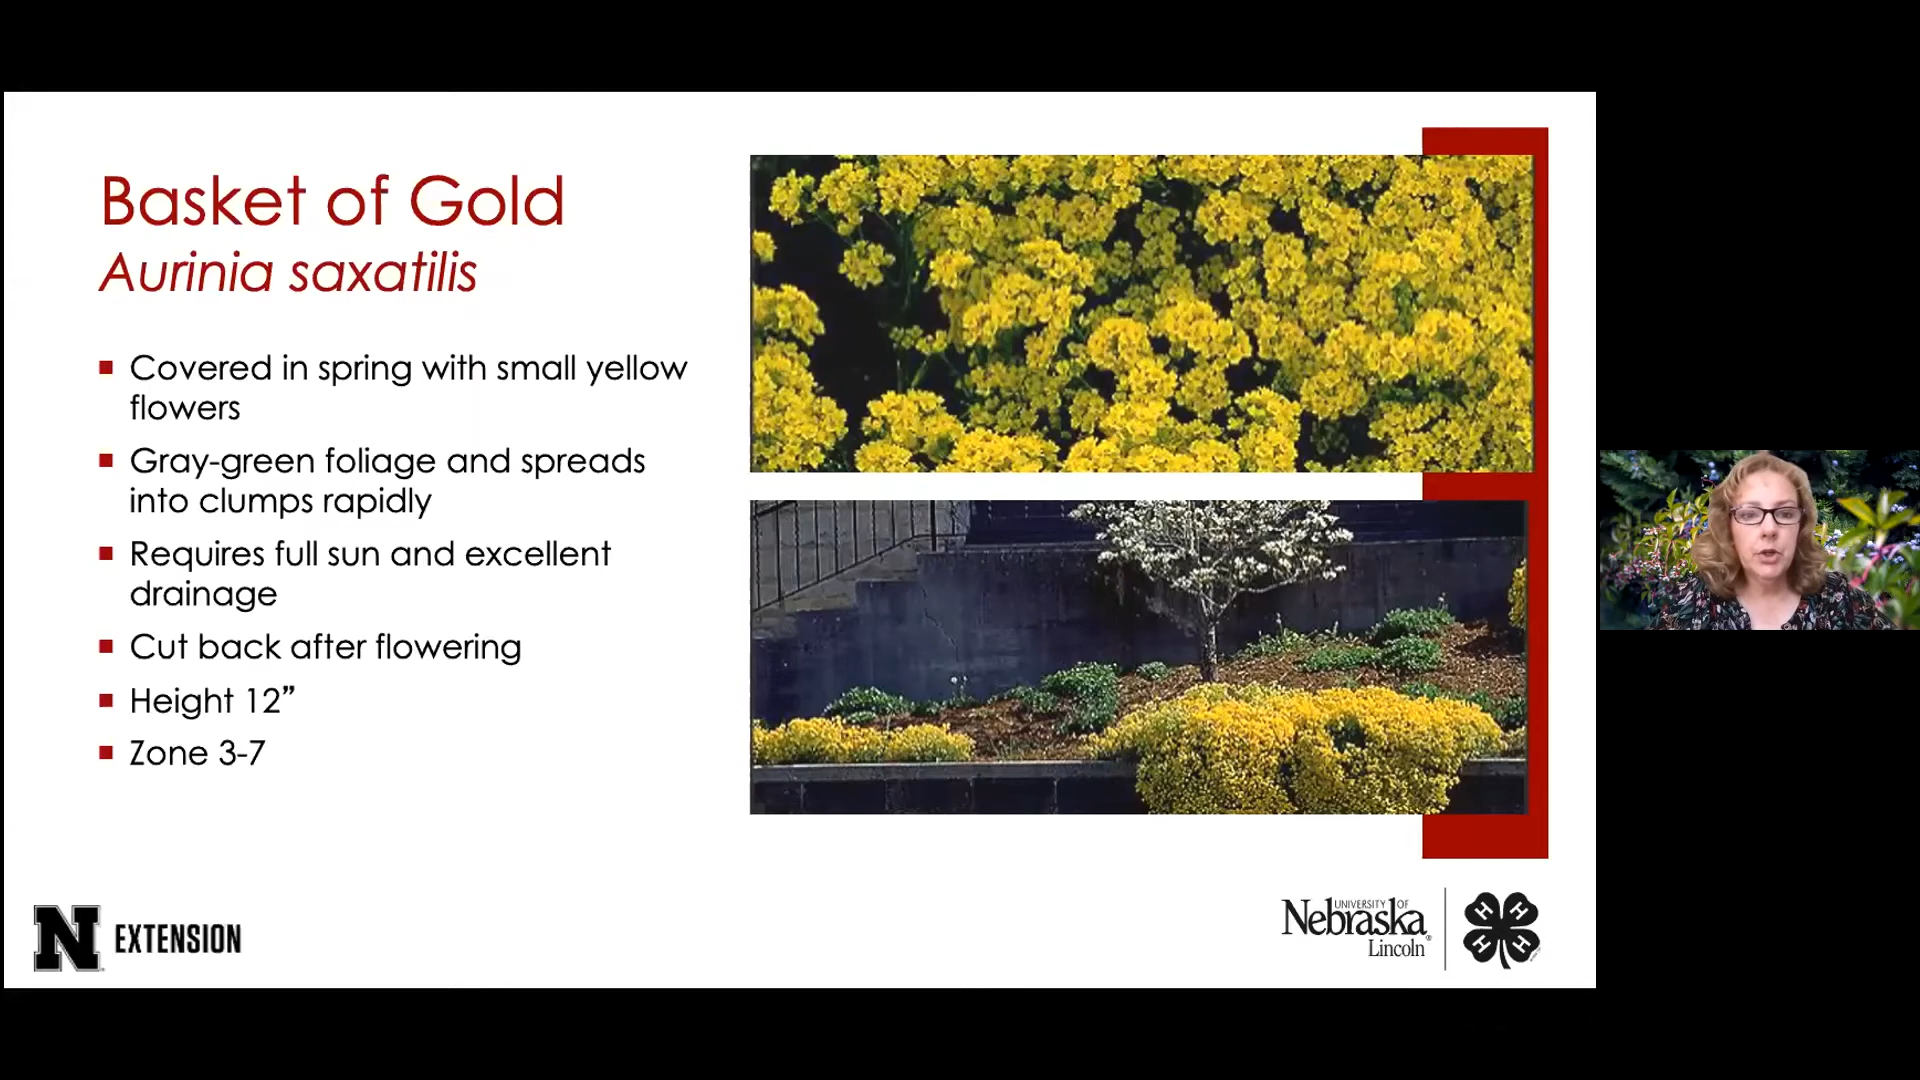 Basket of Gold
Aurinia saxatilis
Covered in spring with small yellow
flowers
Gray-green foliage and spreads
into clumps rapidly
Requires full sun and excellent
drainage
Cut back after flowering
Height 12”
Zone 3-7
N EXTENSION
UNIVERSITY OF
Nebraska
Lincoln
H H
H H